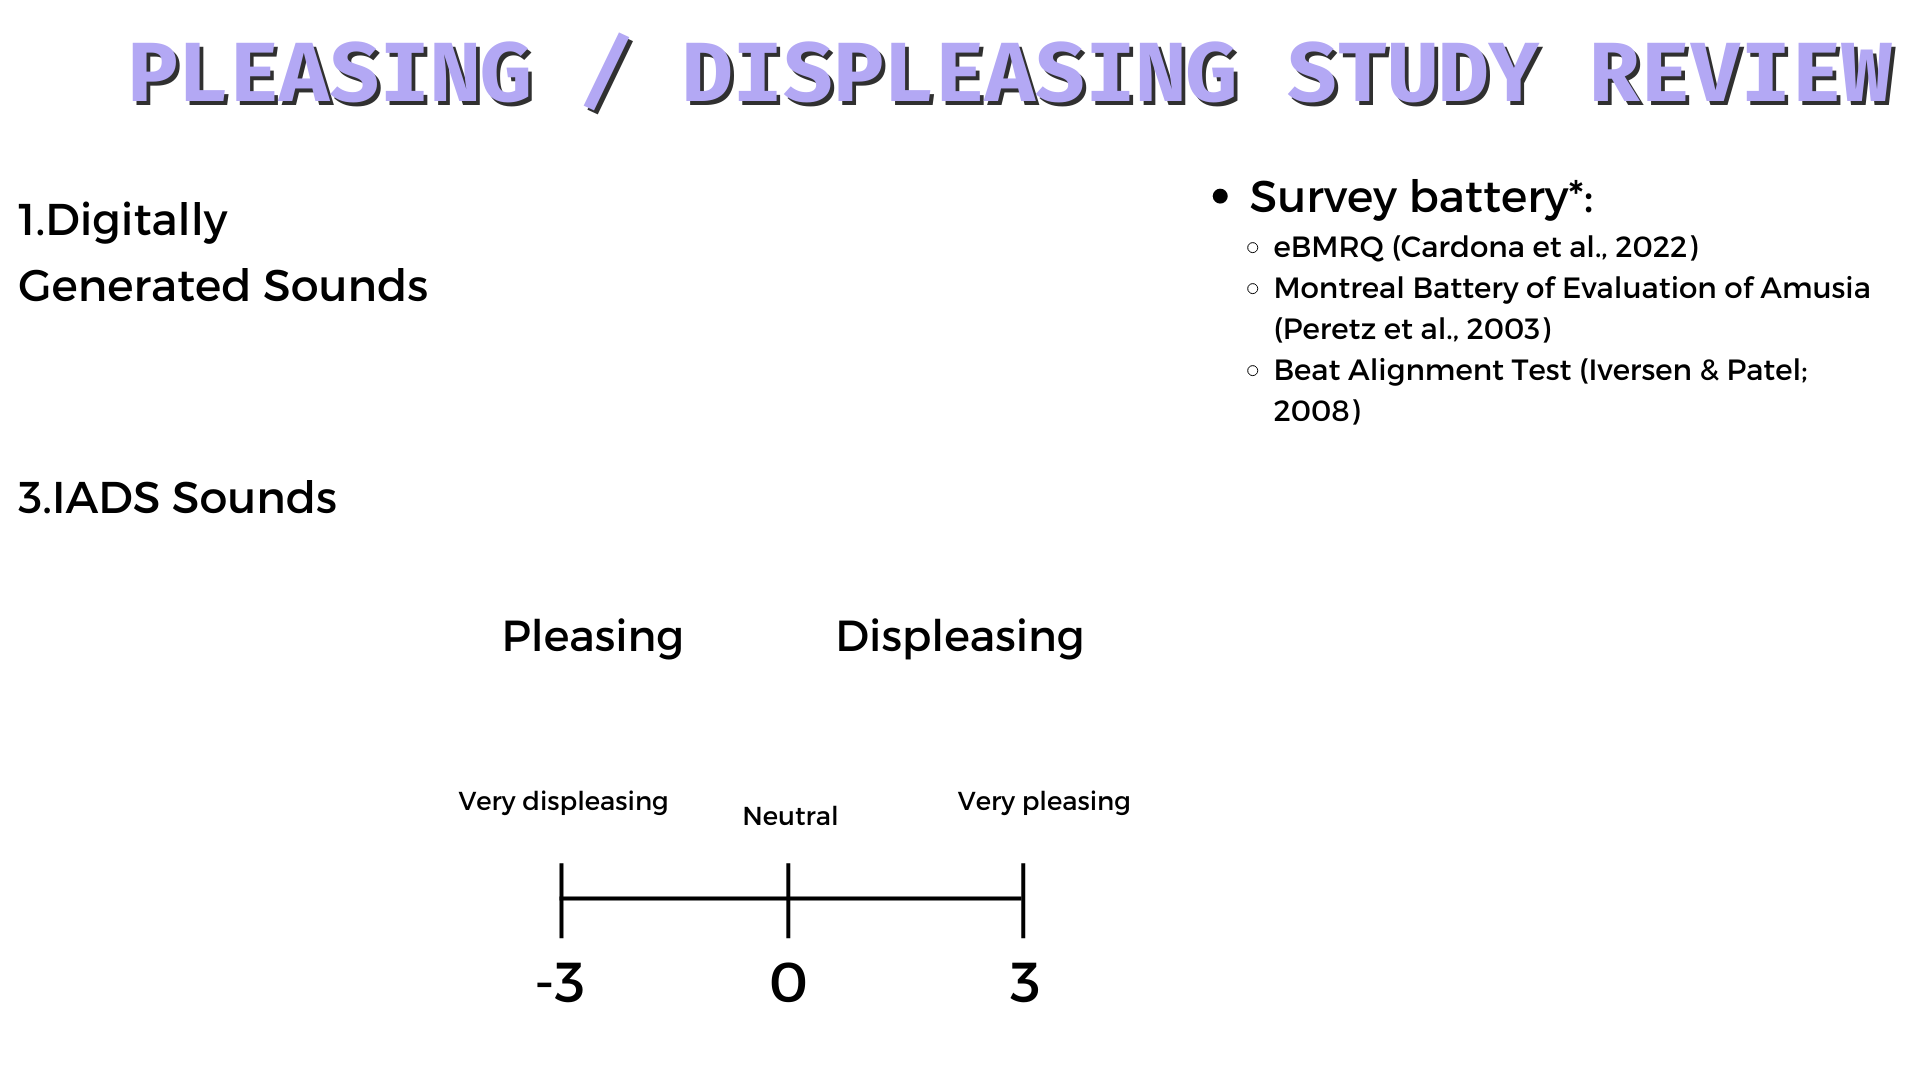 PLEASING / DISPLEASING STUDY REVIEW
1.Digitally
Generated Sounds
3.IADS Sounds
• Survey battery*:
◦ eBMRQ (Cardona et al., 2022)
◦ Montreal Battery of Evaluation of Amusia
(Peretz et al., 2003)
◦ Beat Alignment Test (Iversen & Patel;
2008)
Pleasing Displeasing
Very displeasing Neutral Very pleasing
-3 0 3